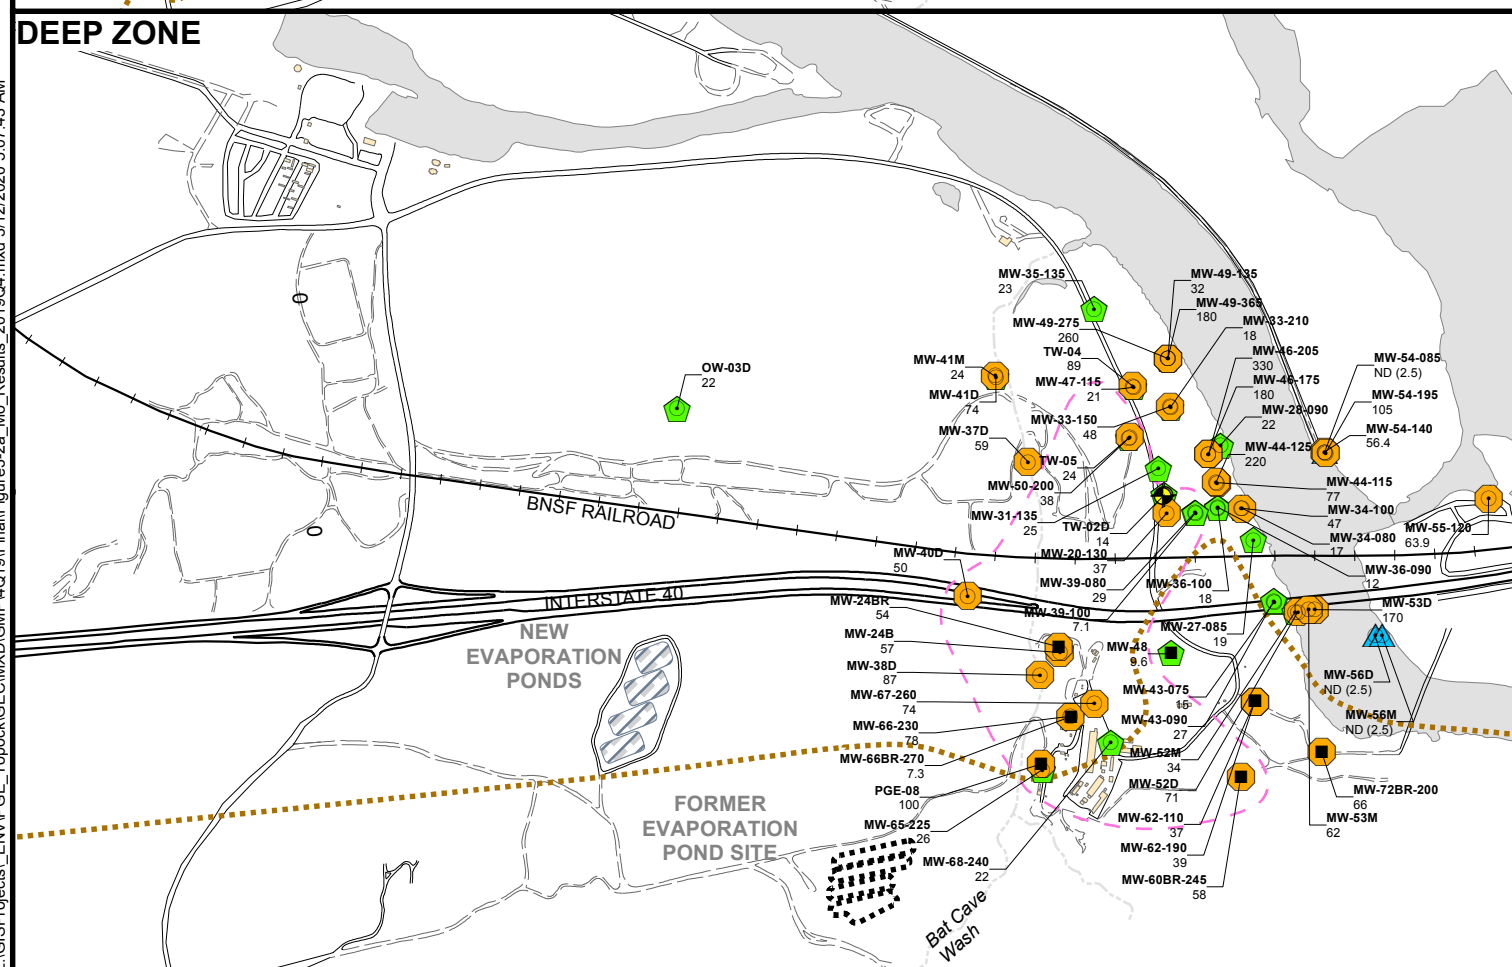 DEEP ZONE
MW-35-135
23
MW-49-135
32
MW-49-365
180
MW-49-275
260
MW-33-210
18
TW-04
89
MW-46-205
330
MW-41M
24
MW-54-085
ND (2.5)
OW-03D
22
MW-47-115
21
MW-46-175
180
MW-41D
74
MW-54-195
105
MW-28-090
22
MW-33-150
48
MW-54-140
56.4
MW-37D
59
MW-44-125
220
TW-05
24
MW-50-200
38
MW-44-115
77
MW-31-135
25
MW-34-100
47
TW-02D
14
MW-55-120
63.9
MW-34-080
17
BNSF RAILROAD
MW-40D
50
MW-20-130
37
MW-36-090
12
MW-39-080
29
MW-36-100
18
INTERSTATE 40
MW-24BR
54
MW-39-100
7.1
MW-53D
170
MW-27-085
19
NEW
EVAPORATION
PONDS
MW-24B
57
MW-48
9.6
MW-38D
87
MW-56D
ND (2.5)
MW-67-260
74
MW-43-075
15
MW-56M
ND (2.5)
MW-66-230
78
MW-43-090
27
MW-66BR-270
7.3
MW-52M
34
PGE-08
100
MW-52D
71
MW-72BR-200
66
FORMER
EVAPORATION
POND SITE
MW-65-225
26
MW-62-110
37
MW-53M
62
MW-62-190
39
MW-68-240
22
MW-60BR-245
58
Bat Cave
Wash